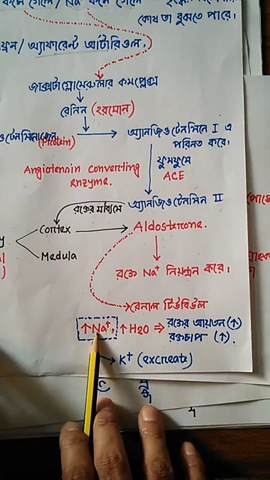 বুঝতে পারে।
অ্যাফারেন্ট আর্টারিওল,
জাক্সটা গ্লোমেরুলার কমপ্লেক্স
রেনিন (হরমোন)
(Protein) → অ্যানজিওটেনসিনে I এ
পরিনত করে।
Angiotennin converting
enzyme.
ফুসফুসে
ACE
রক্তের মাধ্যমে
অ্যানজিওটেনসিন II
Cortex
Aldosterone.
Medula
রক্তে Na⁺ নিয়ন্ত্রন করে।
→ রেনাল টিউবিউল
↑Na⁺, ↑H2O ⇒ রক্তের আয়তন (↑)
রক্তচাপ (↑).
→ K⁺ (excreate)